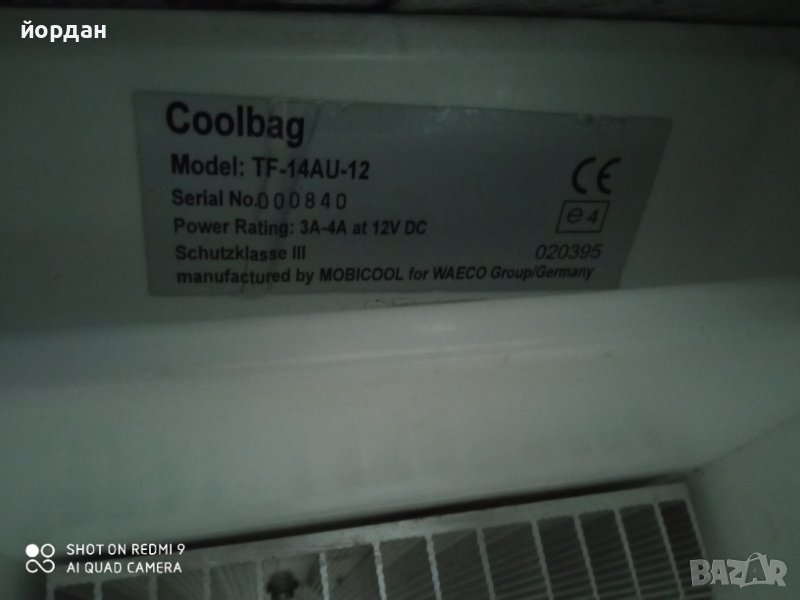 йордан
Coolbag
Model: TF-14AU-12
Serial No.000840
Power Rating: 3A-4A at 12V DC
Schutzklasse III
manufactured by MOBICOOL for WAECO Group/Germany
CE
e4
020395
SHOT ON REDMI 9
AI QUAD CAMERA
BAZAR